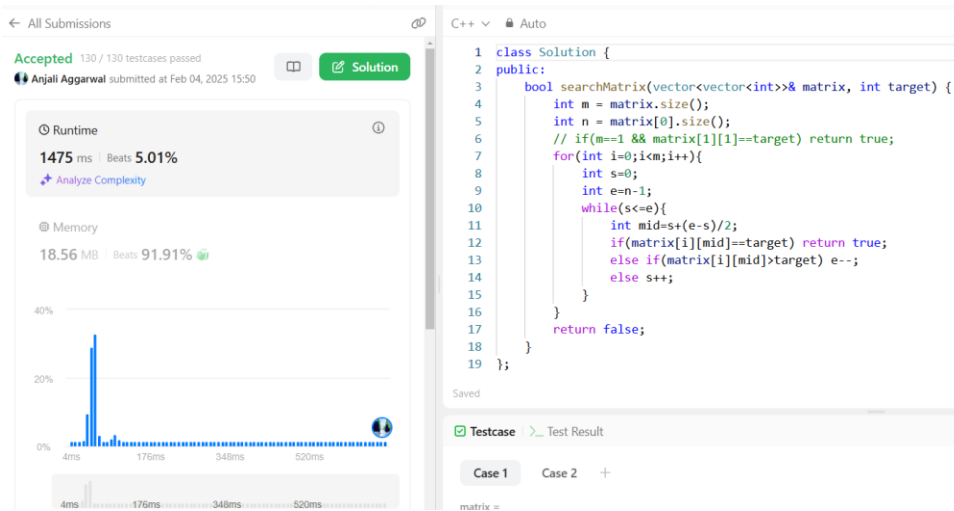 ← All Submissions
Accepted 130 / 130 testcases passed
Anjali Aggarwal submitted at Feb 04, 2025 15:50
Solution
Runtime
1475 ms | Beats 5.01%
Analyze Complexity
Memory
18.56 MB | Beats 91.91%
40%
20%
0%
4ms 176ms 348ms 520ms
4ms 176ms 348ms 520ms
C++ Auto
1 class Solution {
2 public:
3 bool searchMatrix(vector<vector<int>>& matrix, int target) {
4 int m = matrix.size();
5 int n = matrix[0].size();
6 // if(m==1 && matrix[1][1]==target) return true;
7 for(int i=0;i<m;i++){
8 int s=0;
9 int e=n-1;
10 while(s<=e){
11 int mid=s+(e-s)/2;
12 if(matrix[i][mid]==target) return true;
13 else if(matrix[i][mid]>target) e--;
14 else s++;
15 }
16 }
17 return false;
18 }
19 };
Saved
Testcase >_ Test Result
Case 1 Case 2 +
matrix =